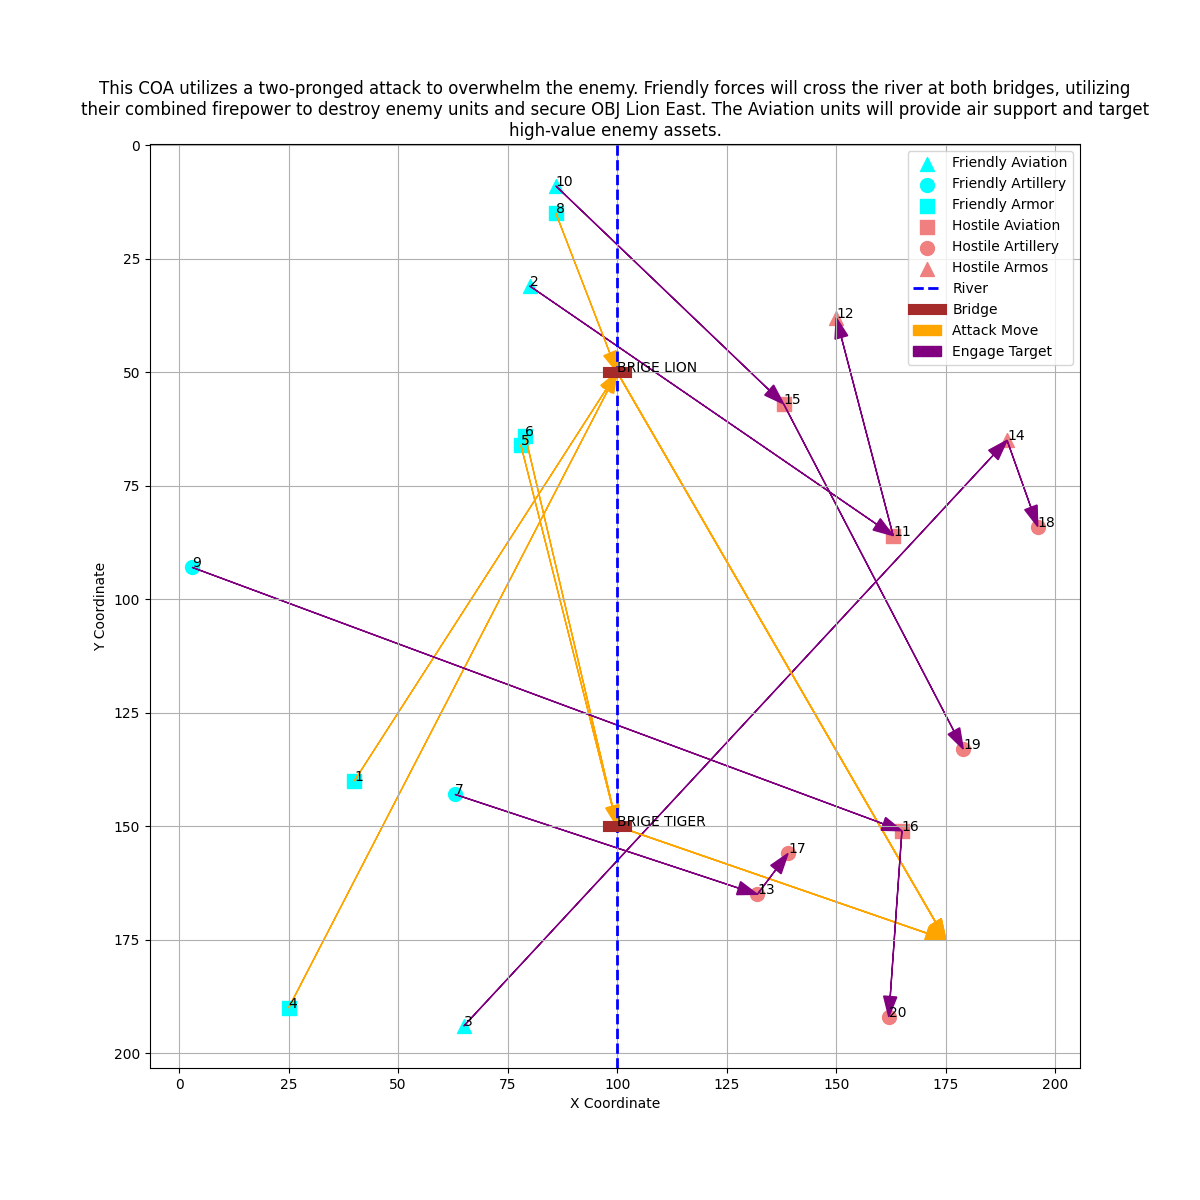 This COA utilizes a two-pronged attack to overwhelm the enemy. Friendly forces will cross the river at both bridges, utilizing
their combined firepower to destroy enemy units and secure OBJ Lion East. The Aviation units will provide air support and target
high-value enemy assets.
0
25
50
75
100
125
150
175
200
Y Coordinate
0
25
50
75
100
125
150
175
200
X Coordinate
Friendly Aviation
Friendly Artillery
Friendly Armor
Hostile Aviation
Hostile Artillery
Hostile Armos
River
Bridge
Attack Move
Engage Target
10
8
2
12
BRIGE LION
15
6
5
14
18
11
9
19
1
7
BRIGE TIGER
16
17
13
4
3
20